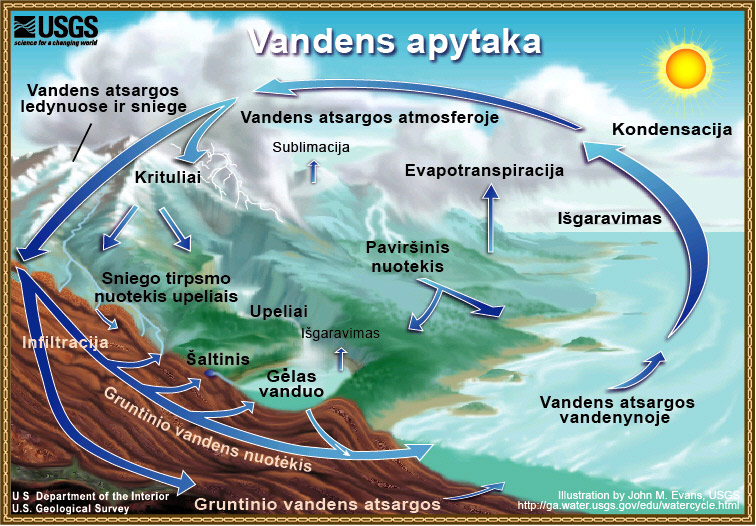 USGS
science for a changing world
Vandens apytaka
Vandens atsargos
ledynuose ir sniege
Vandens atsargos atmosferoje
Kondensacija
Sublimacija
Krituliai
Evapotranspiracija
Išgaravimas
Paviršinis
nuotekis
Sniego tirpsmo
nuotekis upeliais
Upeliai
Išgaravimas
Infiltracija
Šaltinis
Gėlas
vanduo
Vandens atsargos
vandenynoje
Gruntinio vandens nuotėkis
Gruntinio vandens atsargos
U S Department of the Interior
U.S. Geological Survey
Illustration by John M. Evans, USGS
http://ga.water.usgs.gov/edu/watercycle.html